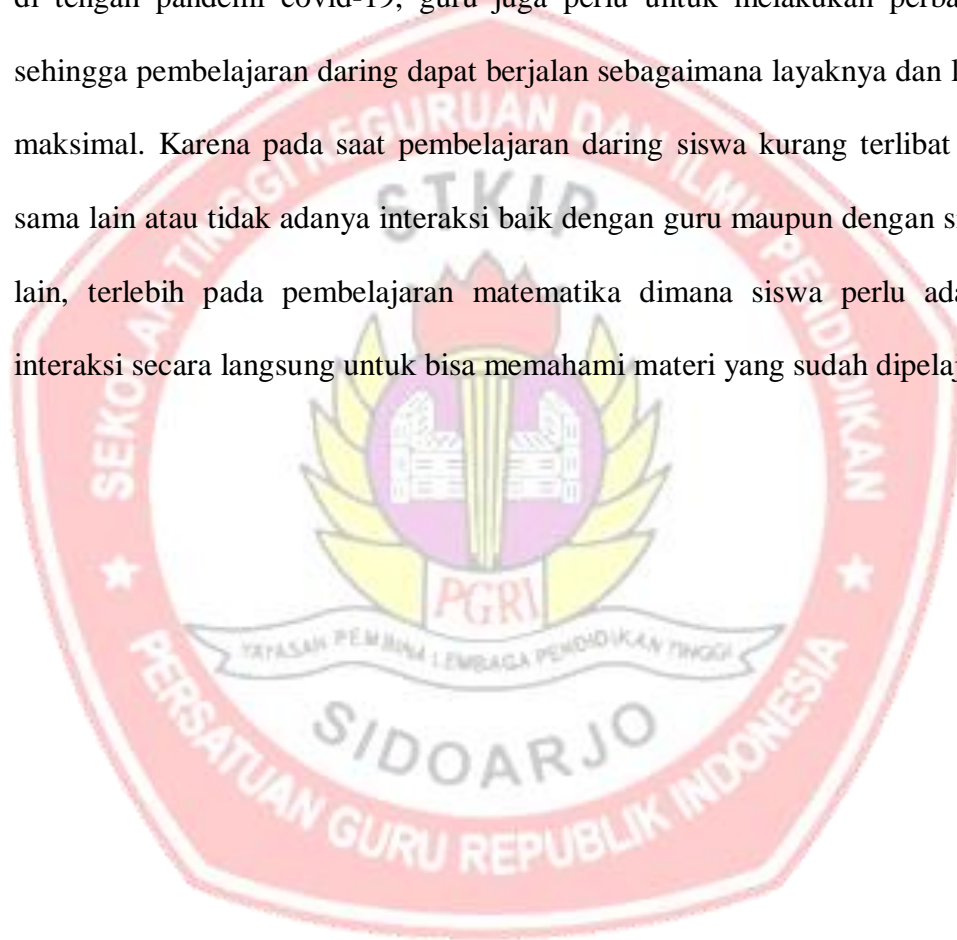 di tengah pandemi covid-19, guru juga perlu untuk melakukan
sehingga pembelajaran daring dapat berjalan sebagaimana layaknya dan
maksimal. Karena pada saat pembelajaran daring siswa kurang terlibat
sama lain atau tidak adanya interaksi baik dengan guru maupun dengan
lain, terlebih pada pembelajaran matematika dimana siswa perlu
interaksi secara langsung untuk bisa memahami materi yang sudah
SEKOLAH TINGGI KEGURUAN DAN ILMU PENDIDIKAN
STKIP
PGRI
YAYASAN PEMBINA LEMBAGA PENDIDIKAN TINGGI
SIDOARJO
PERSATUAN GURU REPUBLIK INDONESIA